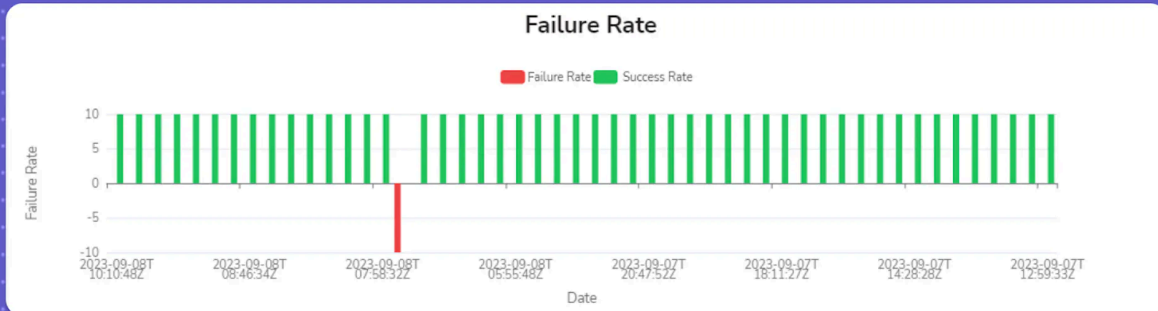 Failure Rate
Failure Rate Success Rate
10
5
0
-5
-10
Failure Rate
2023-09-08T 2023-09-08T 2023-09-08T 2023-09-08T 2023-09-07T 2023-09-07T 2023-09-07T 2023-09-07T
10:10:48Z 08:46:34Z 07:58:32Z 05:55:48Z 20:47:52Z 18:11:27Z 14:28:28Z 12:59:33Z
Date